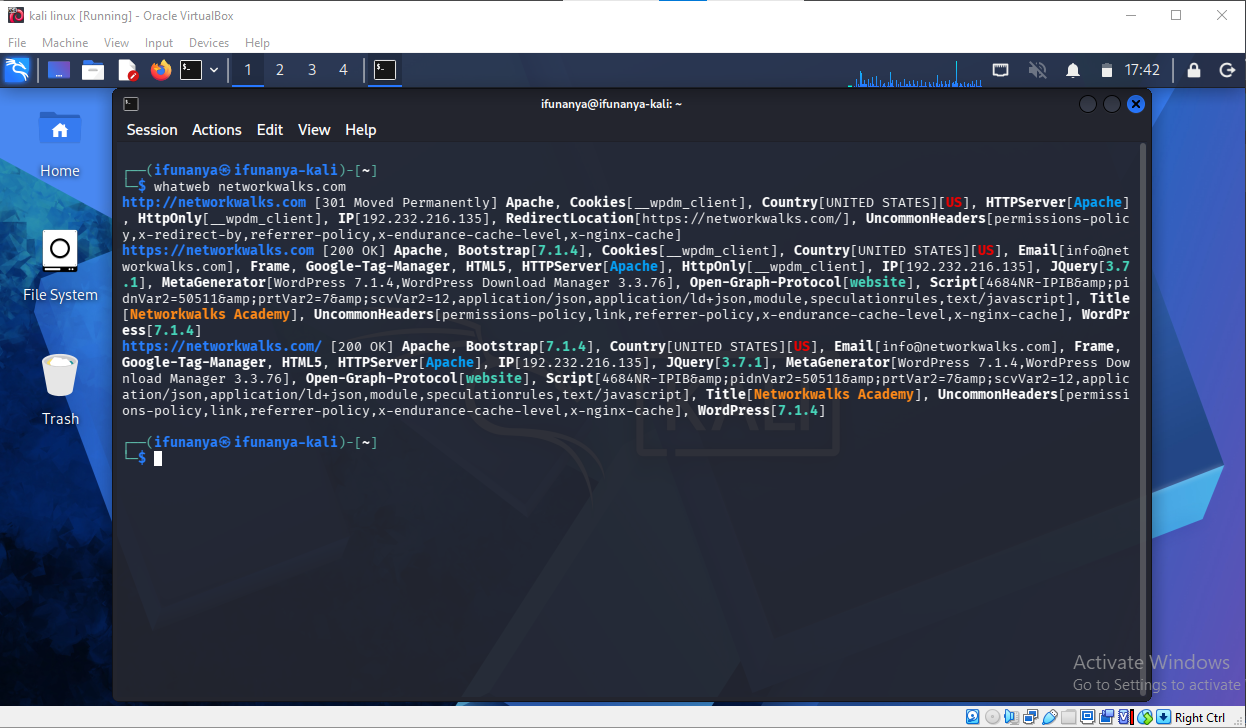 kali linux [Running] - Oracle VirtualBox
File Machine View Input Devices Help
1 2 3 4 17:42
ifunanya@ifunanya-kali: ~
Session Actions Edit View Help
Home
File System
Trash
┌──(ifunanya㉿ifunanya-kali)-[~]
└─$ whatweb networkwalks.com
http://networkwalks.com [301 Moved Permanently] Apache, Cookies[__wpdm_client], Country[UNITED STATES][US], HTTPServer[Apache]
, HttpOnly[__wpdm_client], IP[192.232.216.135], RedirectLocation[https://networkwalks.com/], UncommonHeaders[permissions-polic
y,x-redirect-by,referrer-policy,x-endurance-cache-level,x-nginx-cache]
https://networkwalks.com [200 OK] Apache, Bootstrap[7.1.4], Cookies[__wpdm_client], Country[UNITED STATES][US], Email[info@net
workwalks.com], Frame, Google-Tag-Manager, HTML5, HTTPServer[Apache], HttpOnly[__wpdm_client], IP[192.232.216.135], JQuery[3.7
.1], MetaGenerator[WordPress 7.1.4,WordPress Download Manager 3.3.76], Open-Graph-Protocol[website], Script[4684NR-IPIB&amp;pi
dnVar2=50511&amp;prtVar2=7&amp;scvVar2=12,application/json,application/ld+json,module,speculationrules,text/javascript], Title
[Networkwalks Academy], UncommonHeaders[permissions-policy,link,referrer-policy,x-endurance-cache-level,x-nginx-cache], WordPr
ess[7.1.4]
https://networkwalks.com/ [200 OK] Apache, Bootstrap[7.1.4], Country[UNITED STATES][US], Email[info@networkwalks.com], Frame,
Google-Tag-Manager, HTML5, HTTPServer[Apache], IP[192.232.216.135], JQuery[3.7.1], MetaGenerator[WordPress 7.1.4,WordPress Dow
nload Manager 3.3.76], Open-Graph-Protocol[website], Script[4684NR-IPIB&amp;pidnVar2=50511&amp;prtVar2=7&amp;scvVar2=12,applic
ation/json,application/ld+json,module,speculationrules,text/javascript], Title[Networkwalks Academy], UncommonHeaders[permissi
ons-policy,link,referrer-policy,x-endurance-cache-level,x-nginx-cache], WordPress[7.1.4]
┌──(ifunanya㉿ifunanya-kali)-[~]
└─$
KALI
Activate Windows
Go to Settings to activate
Right Ctrl